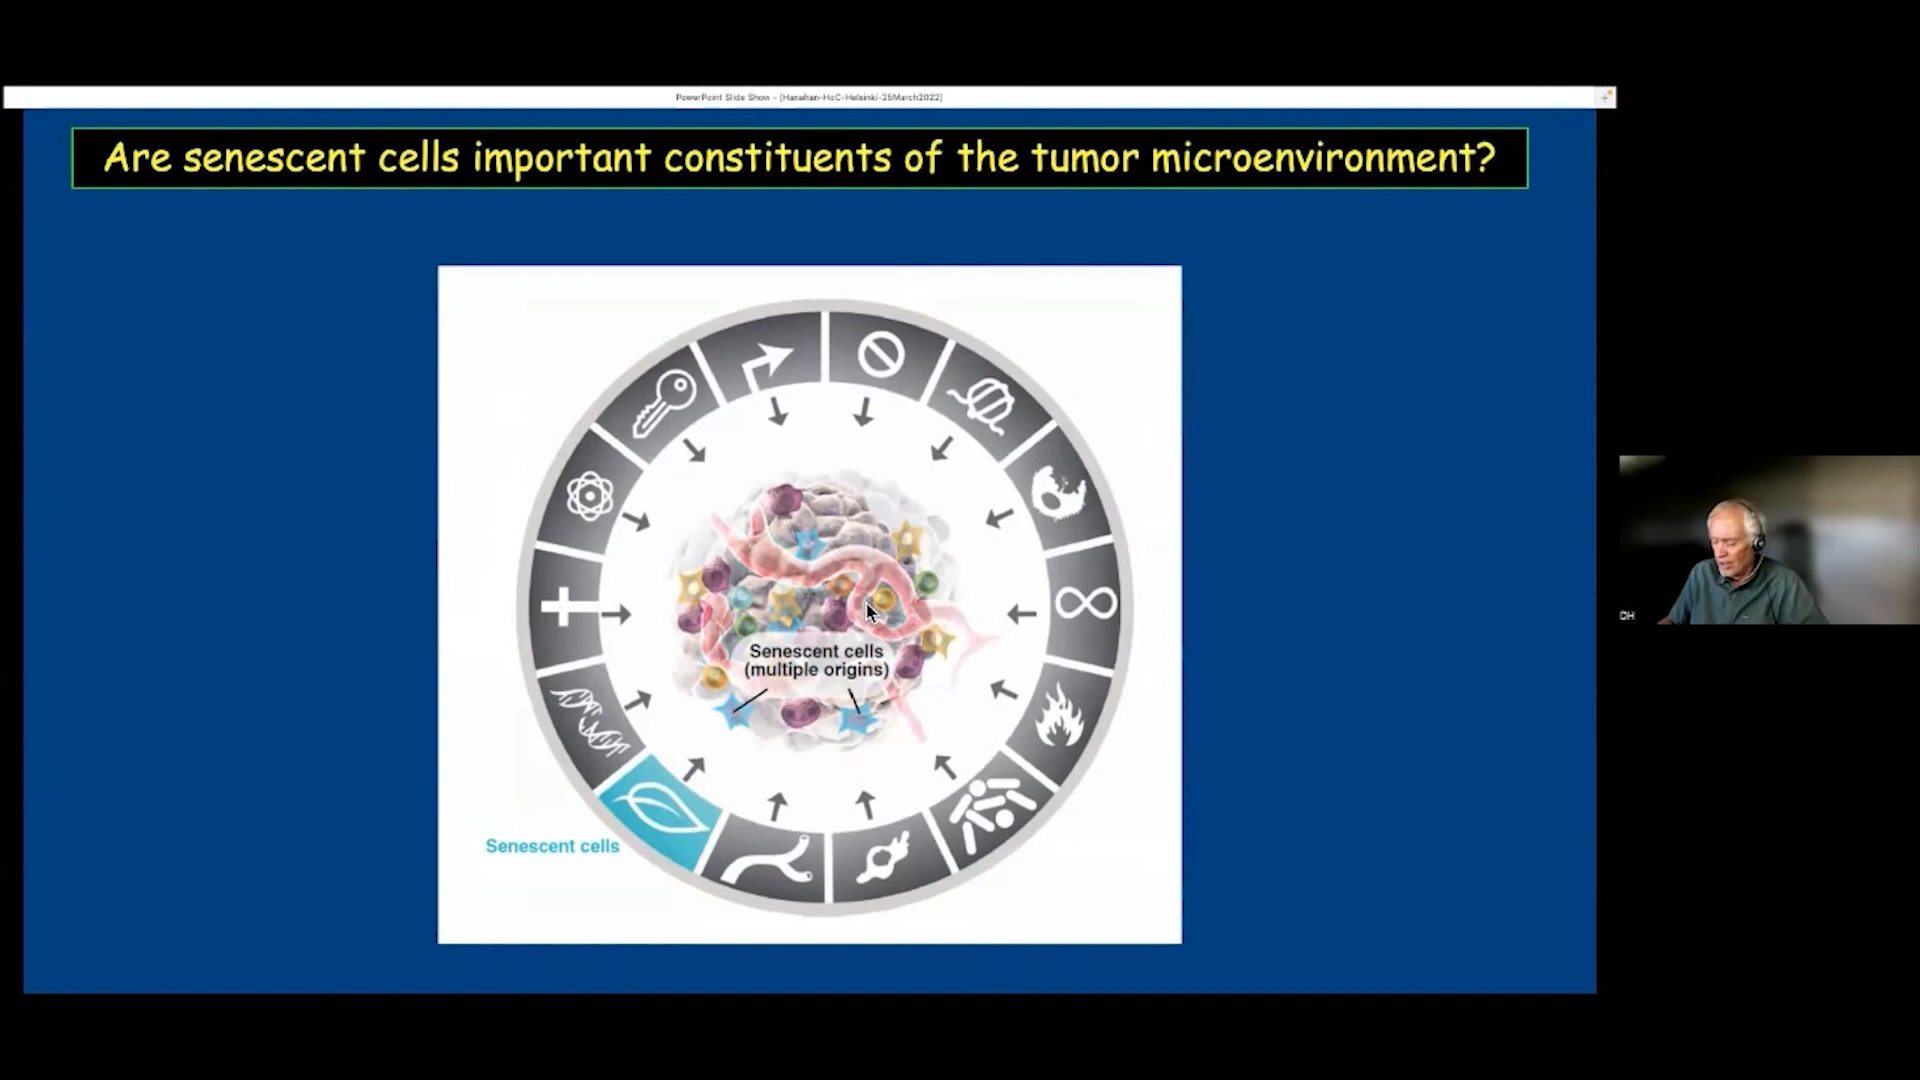 PowerPoint Slide Show - [Hanahan-HoC-Helsinki-25March2022]
Are senescent cells important constituents of the tumor microenvironment?
Senescent cells
(multiple origins)
Senescent cells
DH